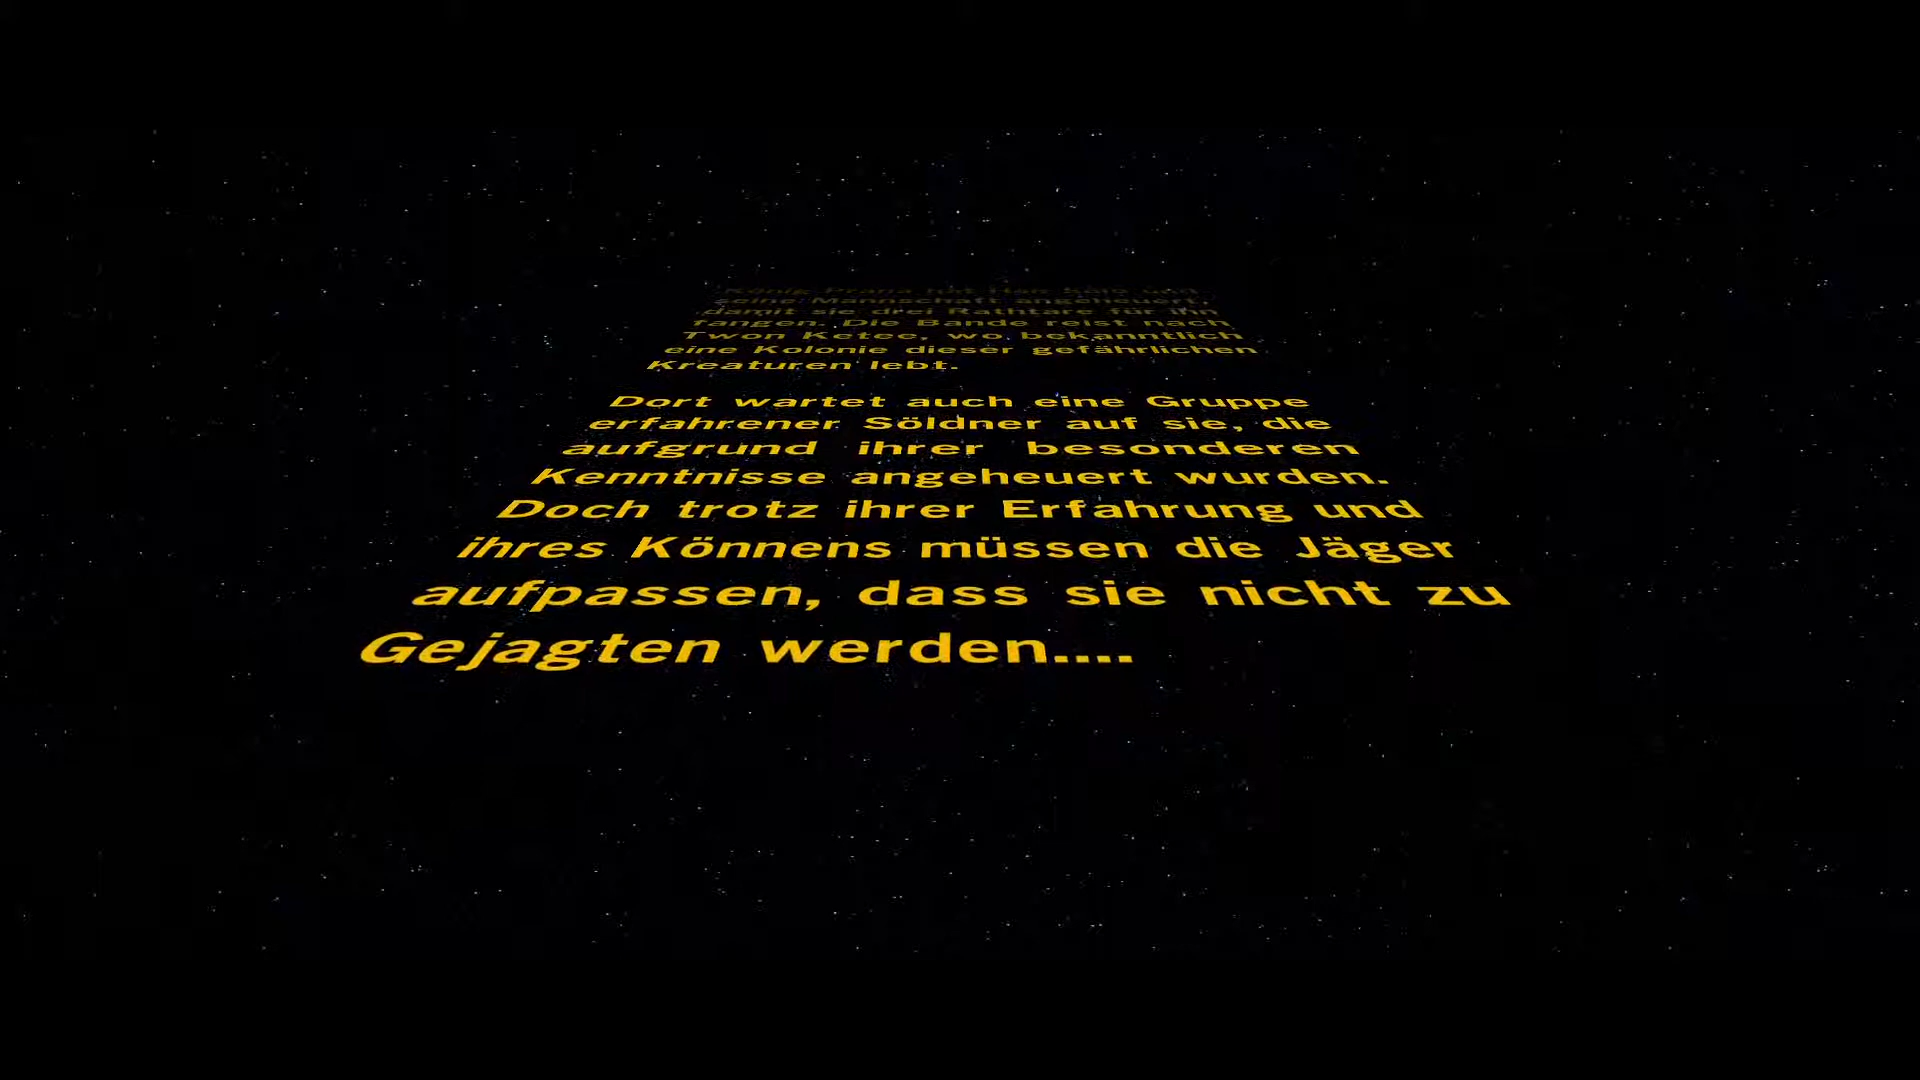 König Prana hat Han Solo und
seine Mannschaft angeheuert,
damit sie drei Rathtare für ihn
fangen. Die Bande reist nach
Twon Ketee, wo bekanntlich
eine Kolonie dieser gefährlichen
Kreaturen lebt.
Dort wartet auch eine Gruppe
erfahrener Söldner auf sie, die
aufgrund ihrer besonderen
Kenntnisse angeheuert wurden.
Doch trotz ihrer Erfahrung und
ihres Könnens müssen die Jäger
aufpassen, dass sie nicht zu
Gejagten werden....